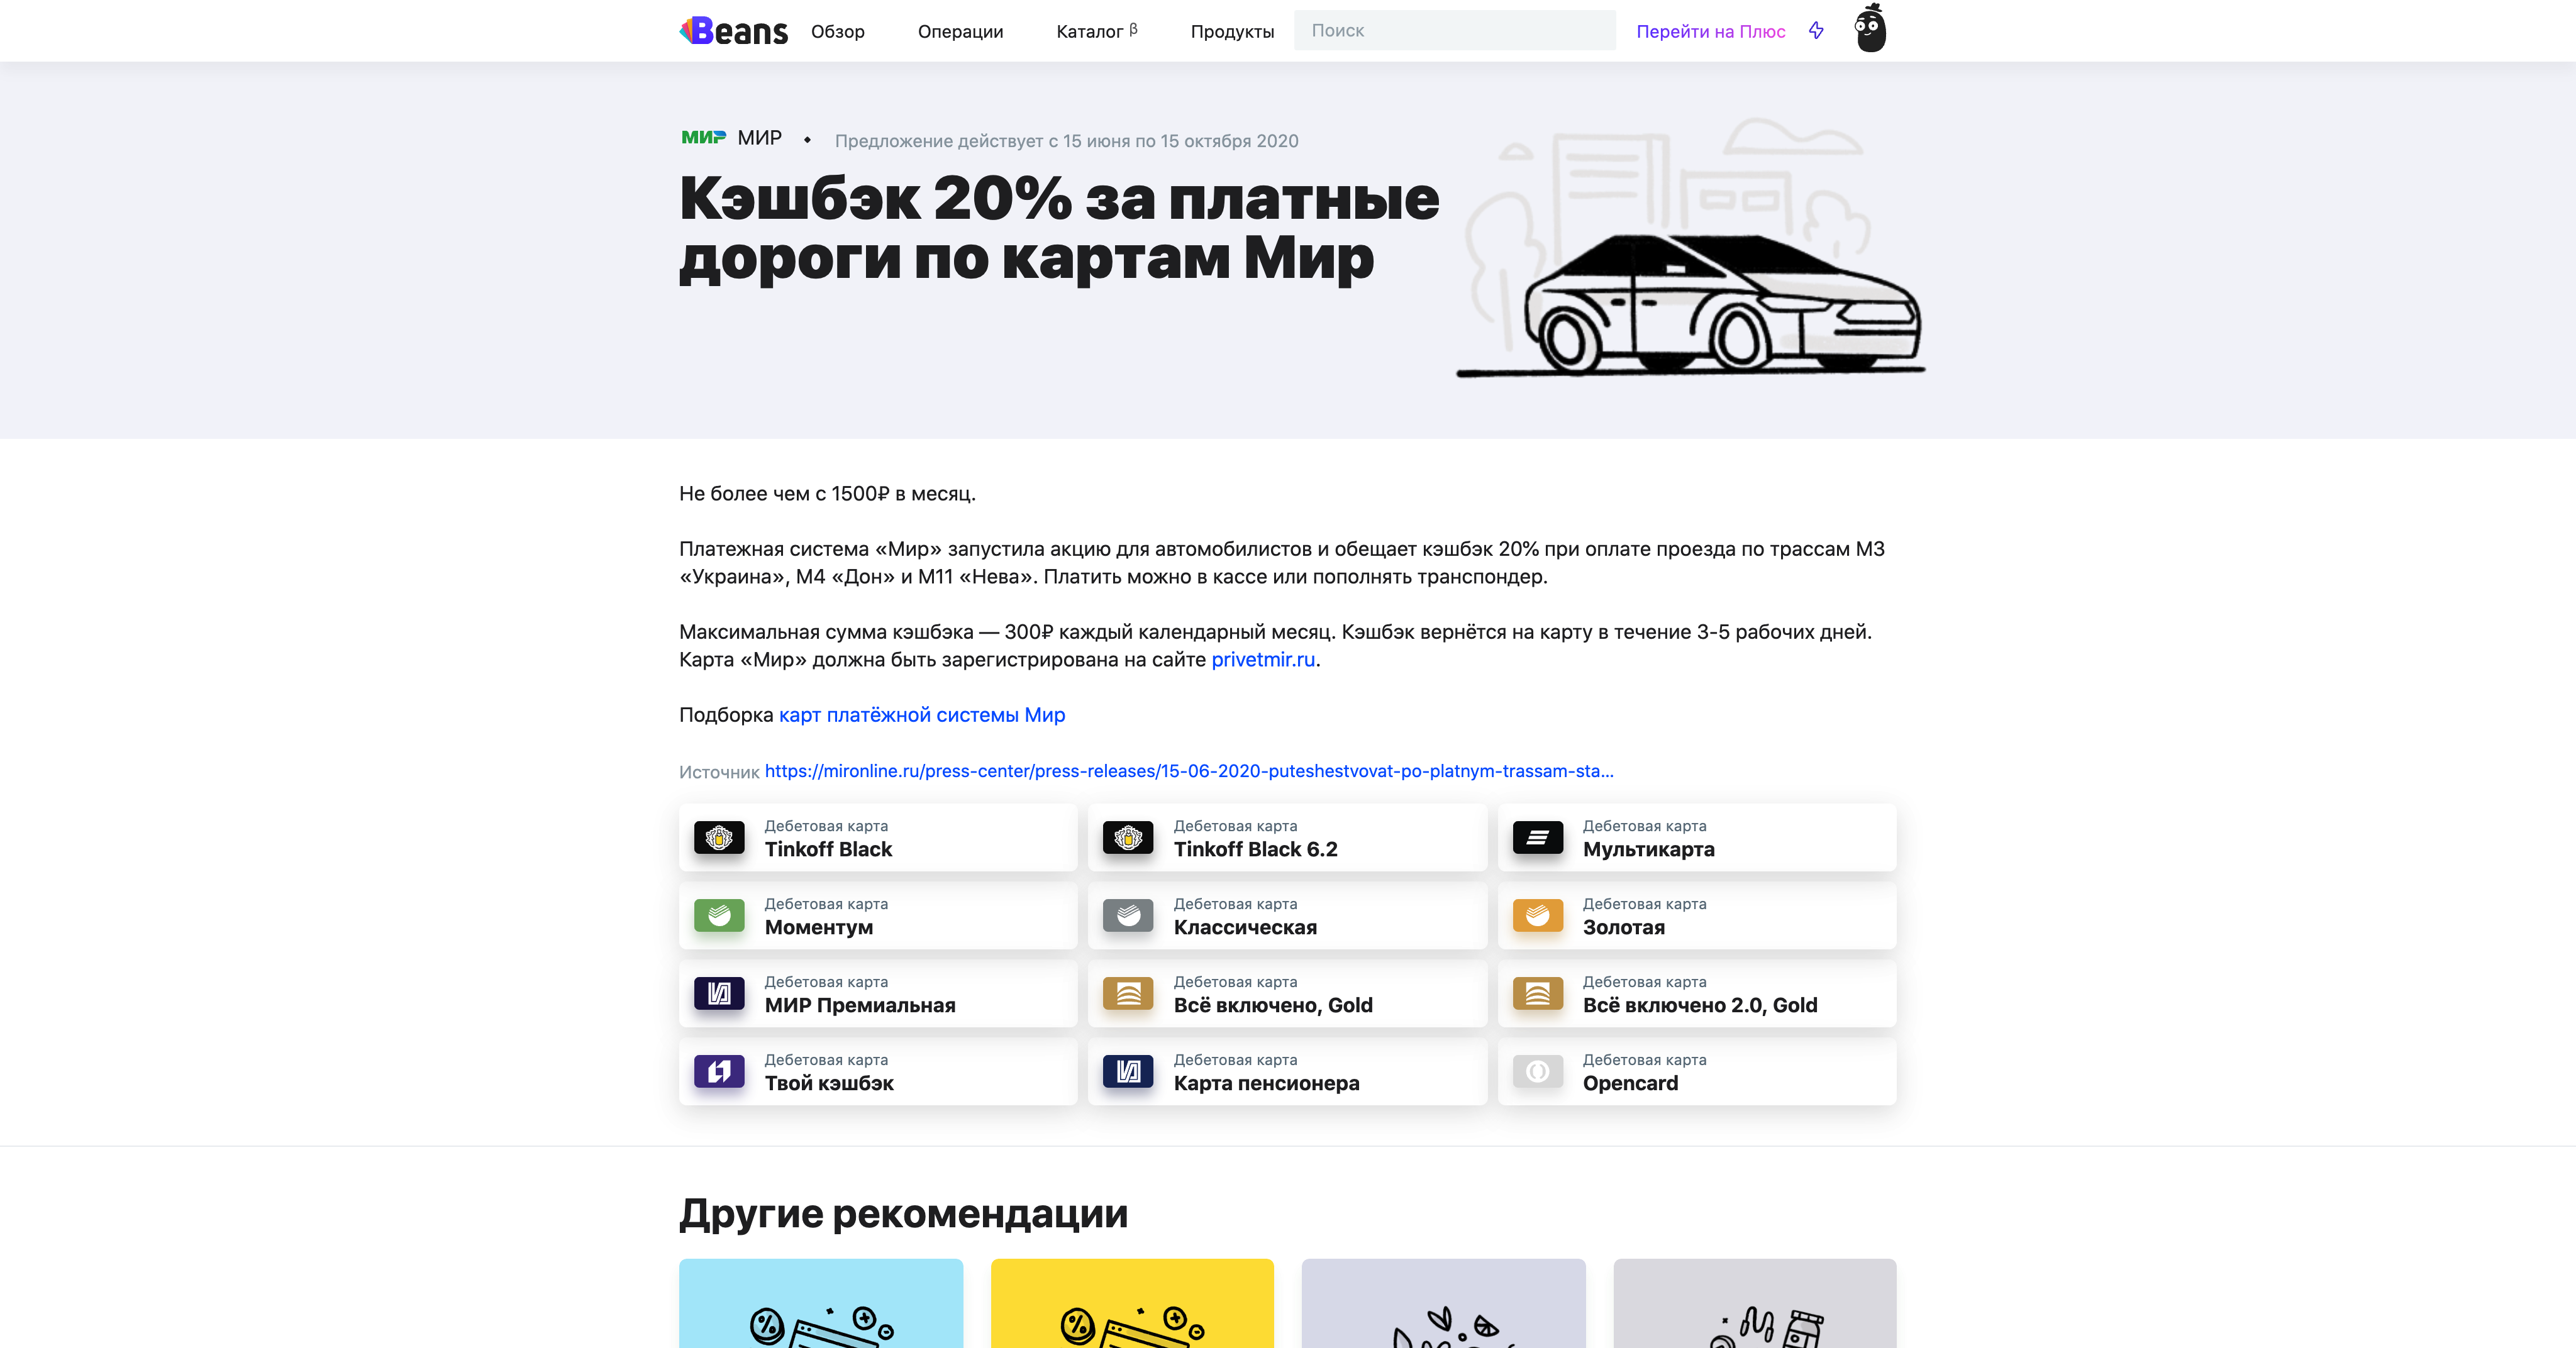 Beans Обзор Операции Каталог β Продукты Поиск Перейти на Плюс
МИР МИР • Предложение действует с 15 июня по 15 октября 2020
Кэшбэк 20% за платные
дороги по картам Мир
Не более чем с 1500₽ в месяц.
Платежная система «Мир» запустила акцию для автомобилистов и обещает кэшбэк 20% при оплате проезда по трассам М3
«Украина», М4 «Дон» и М11 «Нева». Платить можно в кассе или пополнять транспондер.
Максимальная сумма кэшбэка — 300₽ каждый календарный месяц. Кэшбэк вернётся на карту в течение 3-5 рабочих дней.
Карта «Мир» должна быть зарегистрирована на сайте privetmir.ru.
Подборка карт платёжной системы Мир
Источник https://mironline.ru/press-center/press-releases/15-06-2020-puteshestvovat-po-platnym-trassam-sta...
Дебетовая карта
Tinkoff Black
Дебетовая карта
Tinkoff Black 6.2
Дебетовая карта
Мультикарта
Дебетовая карта
Моментум
Дебетовая карта
Классическая
Дебетовая карта
Золотая
Дебетовая карта
МИР Премиальная
Дебетовая карта
Всё включено, Gold
Дебетовая карта
Всё включено 2.0, Gold
Дебетовая карта
Твой кэшбэк
Дебетовая карта
Карта пенсионера
Дебетовая карта
Opencard
Другие рекомендации